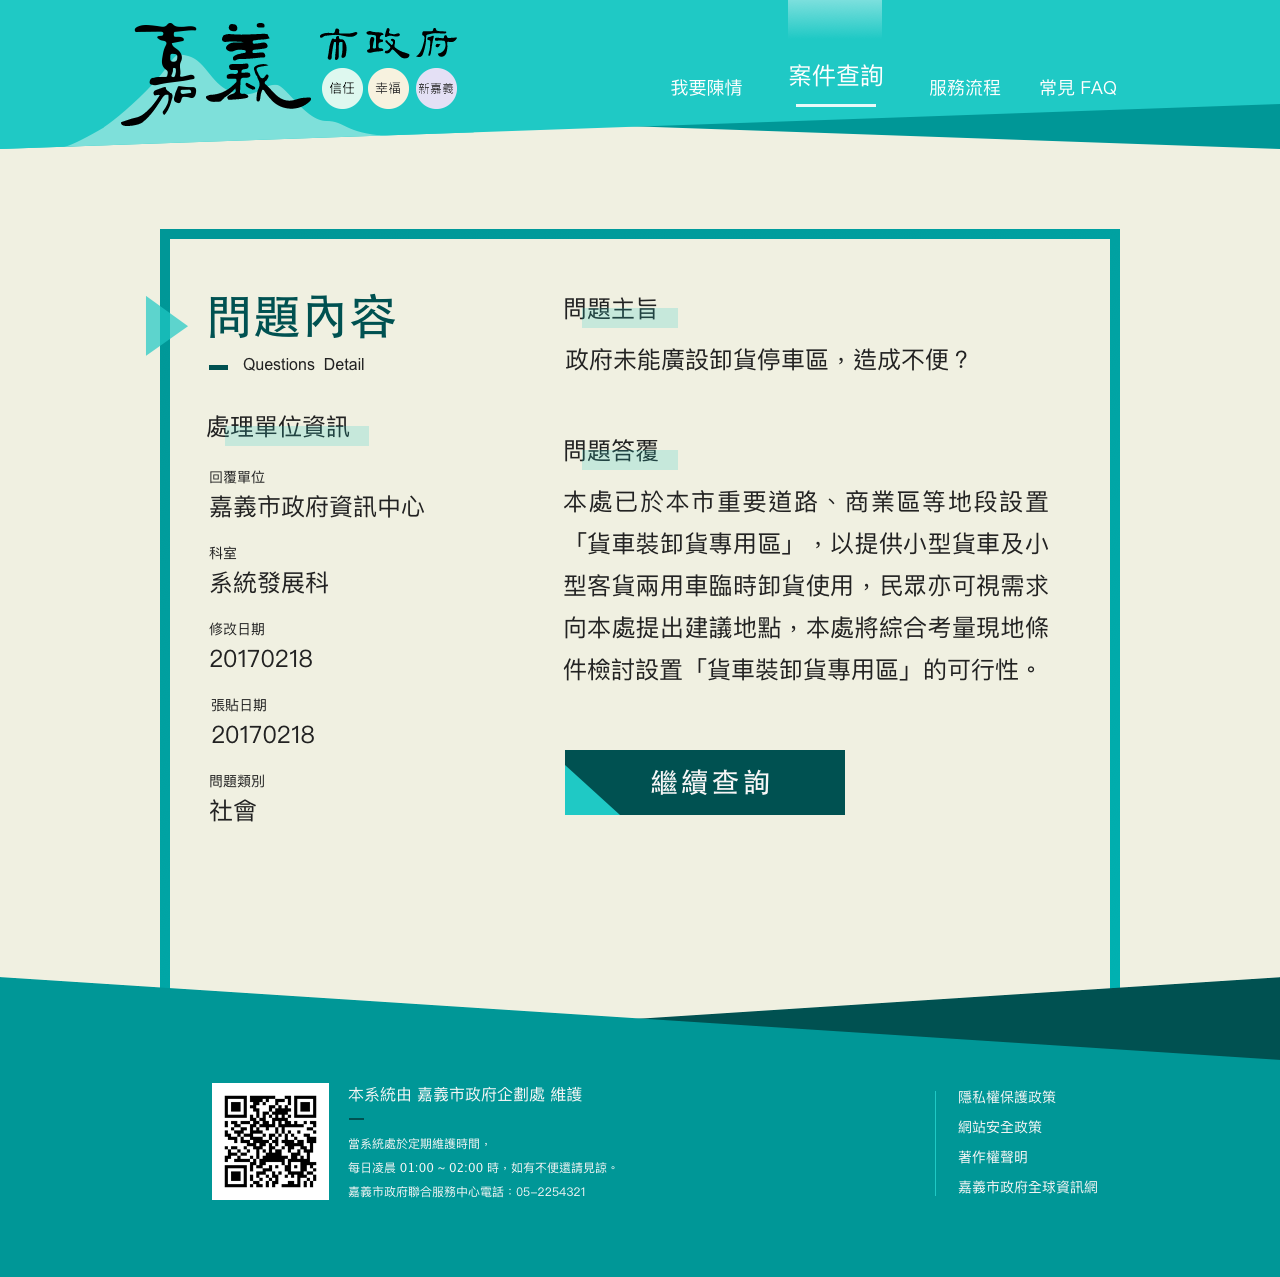 嘉義市政府
信任 幸福 新嘉義
我要陳情 案件查詢 服務流程 常見 FAQ
問題內容
Questions Detail
處理單位資訊
回覆單位
嘉義市政府資訊中心
科室
系統發展科
修改日期
20170218
張貼日期
20170218
問題類別
社會
問題主旨
政府未能廣設卸貨停車區，造成不便？
問題答覆
本處已於本市重要道路、商業區等地段設置
「貨車裝卸貨專用區」，以提供小型貨車及小
型客貨兩用車臨時卸貨使用，民眾亦可視需求
向本處提出建議地點，本處將綜合考量現地條
件檢討設置「貨車裝卸貨專用區」的可行性。
繼續查詢
本系統由 嘉義市政府企劃處 維護
當系統處於定期維護時間，
每日凌晨 01:00 ~ 02:00 時，如有不便還請見諒。
嘉義市政府聯合服務中心電話：05-2254321
隱私權保護政策
網站安全政策
著作權聲明
嘉義市政府全球資訊網